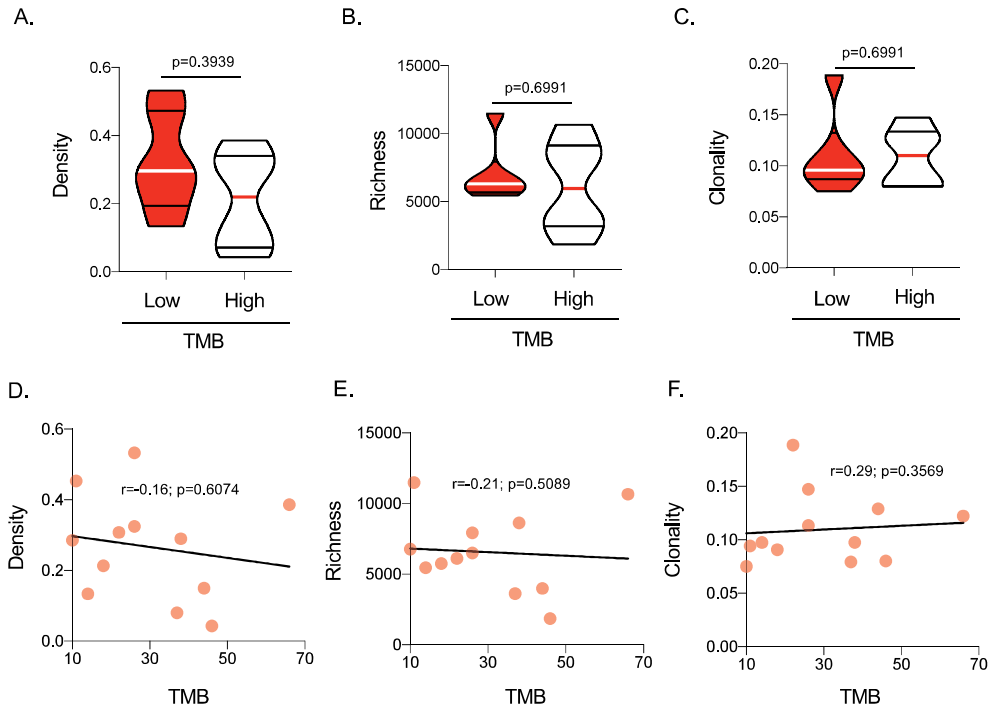 A.
B.
C.
p=0.3939
p=0.6991
p=0.6991
Density
0.6
0.4
0.2
0.0
Low
High
TMB
Richness
15000
10000
5000
0
Low
High
TMB
Clonality
0.20
0.15
0.10
0.05
0.00
Low
High
TMB
D.
E.
F.
Density
0.6
0.4
0.2
0.0
r=-0.16; p=0.6074
10
30
50
70
TMB
Richness
15000
10000
5000
0
r=-0.21; p=0.5089
10
30
50
70
TMB
Clonality
0.20
0.15
0.10
0.05
0.00
r=0.29; p=0.3569
10
30
50
70
TMB